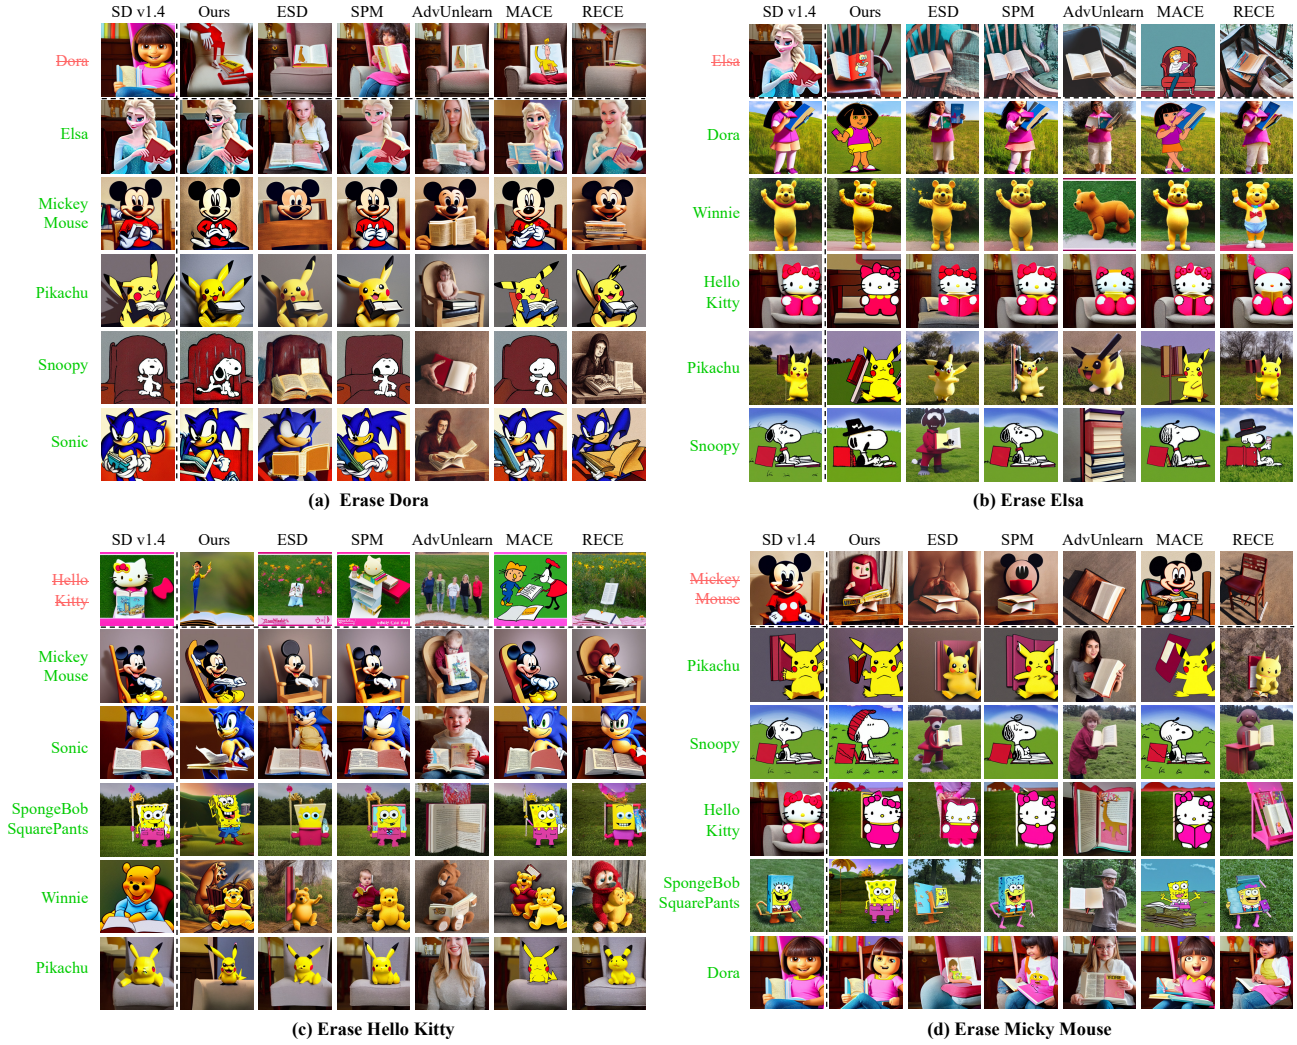 SD v1.4 Ours ESD SPM AdvUnlearn MACE RECE
Dora
Elsa
Mickey
Mouse
Pikachu
Snoopy
Sonic
(a) Erase Dora
SD v1.4 Ours ESD SPM AdvUnlearn MACE RECE
Elsa
Dora
Winnie
Hello
Kitty
Pikachu
Snoopy
(b) Erase Elsa
SD v1.4 Ours ESD SPM AdvUnlearn MACE RECE
Hello
Kitty
Mickey
Mouse
Sonic
SpongeBob
SquarePants
Winnie
Pikachu
(c) Erase Hello Kitty
SD v1.4 Ours ESD SPM AdvUnlearn MACE RECE
Mickey
Mouse
Pikachu
Snoopy
Hello
Kitty
SpongeBob
SquarePants
Dora
(d) Erase Micky Mouse